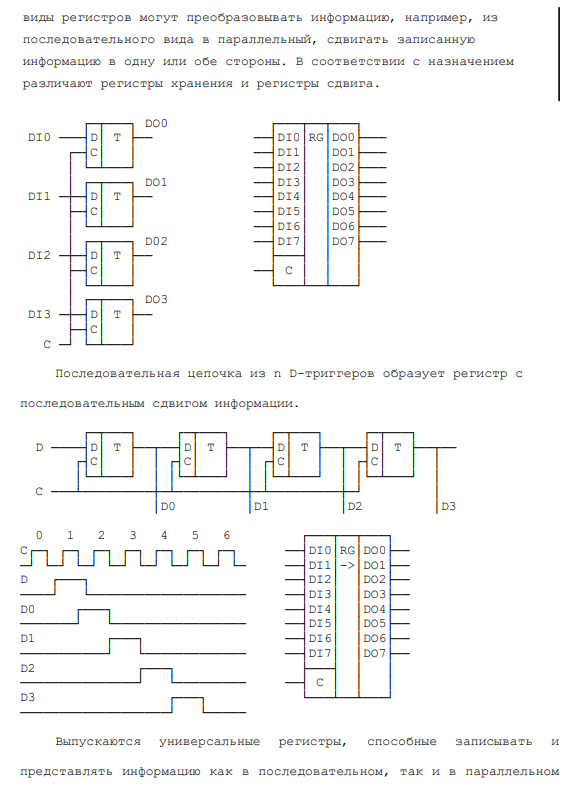 виды регистров могут преобразовывать информацию, например, из
последовательного вида в параллельный, сдвигать записанную
информацию в одну или обе стороны. В соответствии с назначением
различают регистры хранения и регистры сдвига.
DO0
DI0 D T
C
DO1
DI1 D T
C
D02
DI2 D T
C
DO3
DI3 D T
C
C
DI0 RG DO0
DI1 DO1
DI2 DO2
DI3 DO3
DI4 DO4
DI5 DO5
DI6 DO6
DI7 DO7
C
Последовательная цепочка из n D-триггеров образует регистр с
последовательным сдвигом информации.
D D T D T D T D T
C C C C
C
D0 D1 D2 D3
0 1 2 3 4 5 6
C
D
D0
D1
D2
D3
DI0 RG DO0
DI1 -> DO1
DI2 DO2
DI3 DO3
DI4 DO4
DI5 DO5
DI6 DO6
DI7 DO7
C
Выпускаются универсальные регистры, способные записывать и
представлять информацию как в последовательном, так и в параллельном